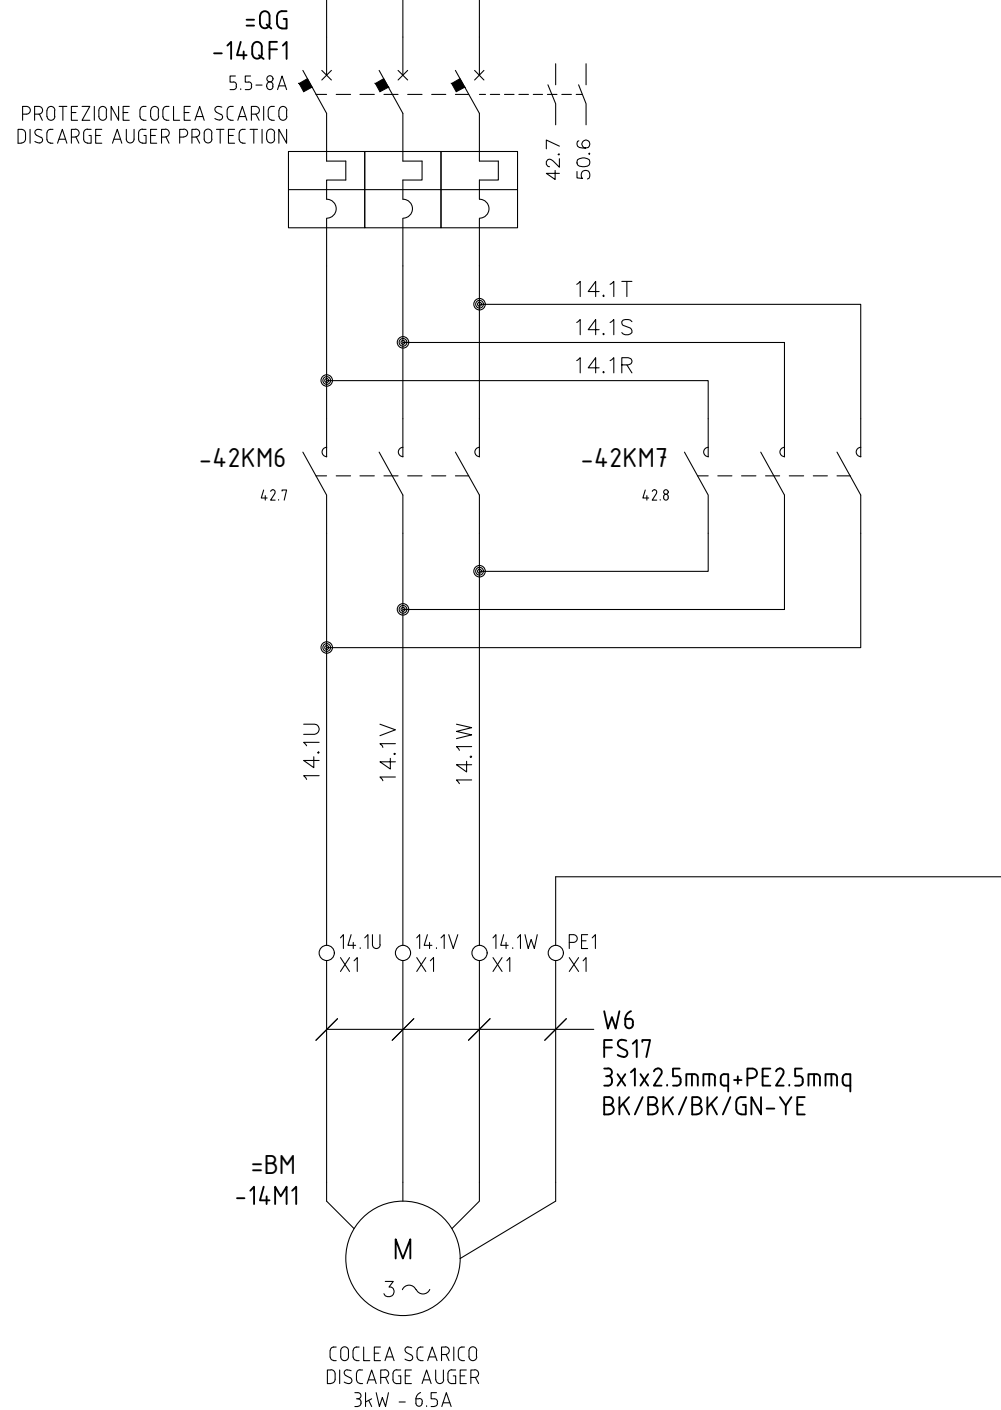 =QG
-14QF1
5.5-8A
PROTEZIONE COCLEA SCARICO
DISCHARGE AUGER PROTECTION
42.7
50.6
14.1T
14.1S
14.1R
-42KM6
42.7
-42KM7
42.8
14.1U
14.1V
14.1W
14.1U
X1
14.1V
X1
14.1W
X1
PE1
X1
W6
FS17
3x1x2.5mmq+PE2.5mmq
BK/BK/BK/GN-YE
=BM
-14M1
M
3~
COCLEA SCARICO
DISCARGE AUGER
3kW - 6.5A